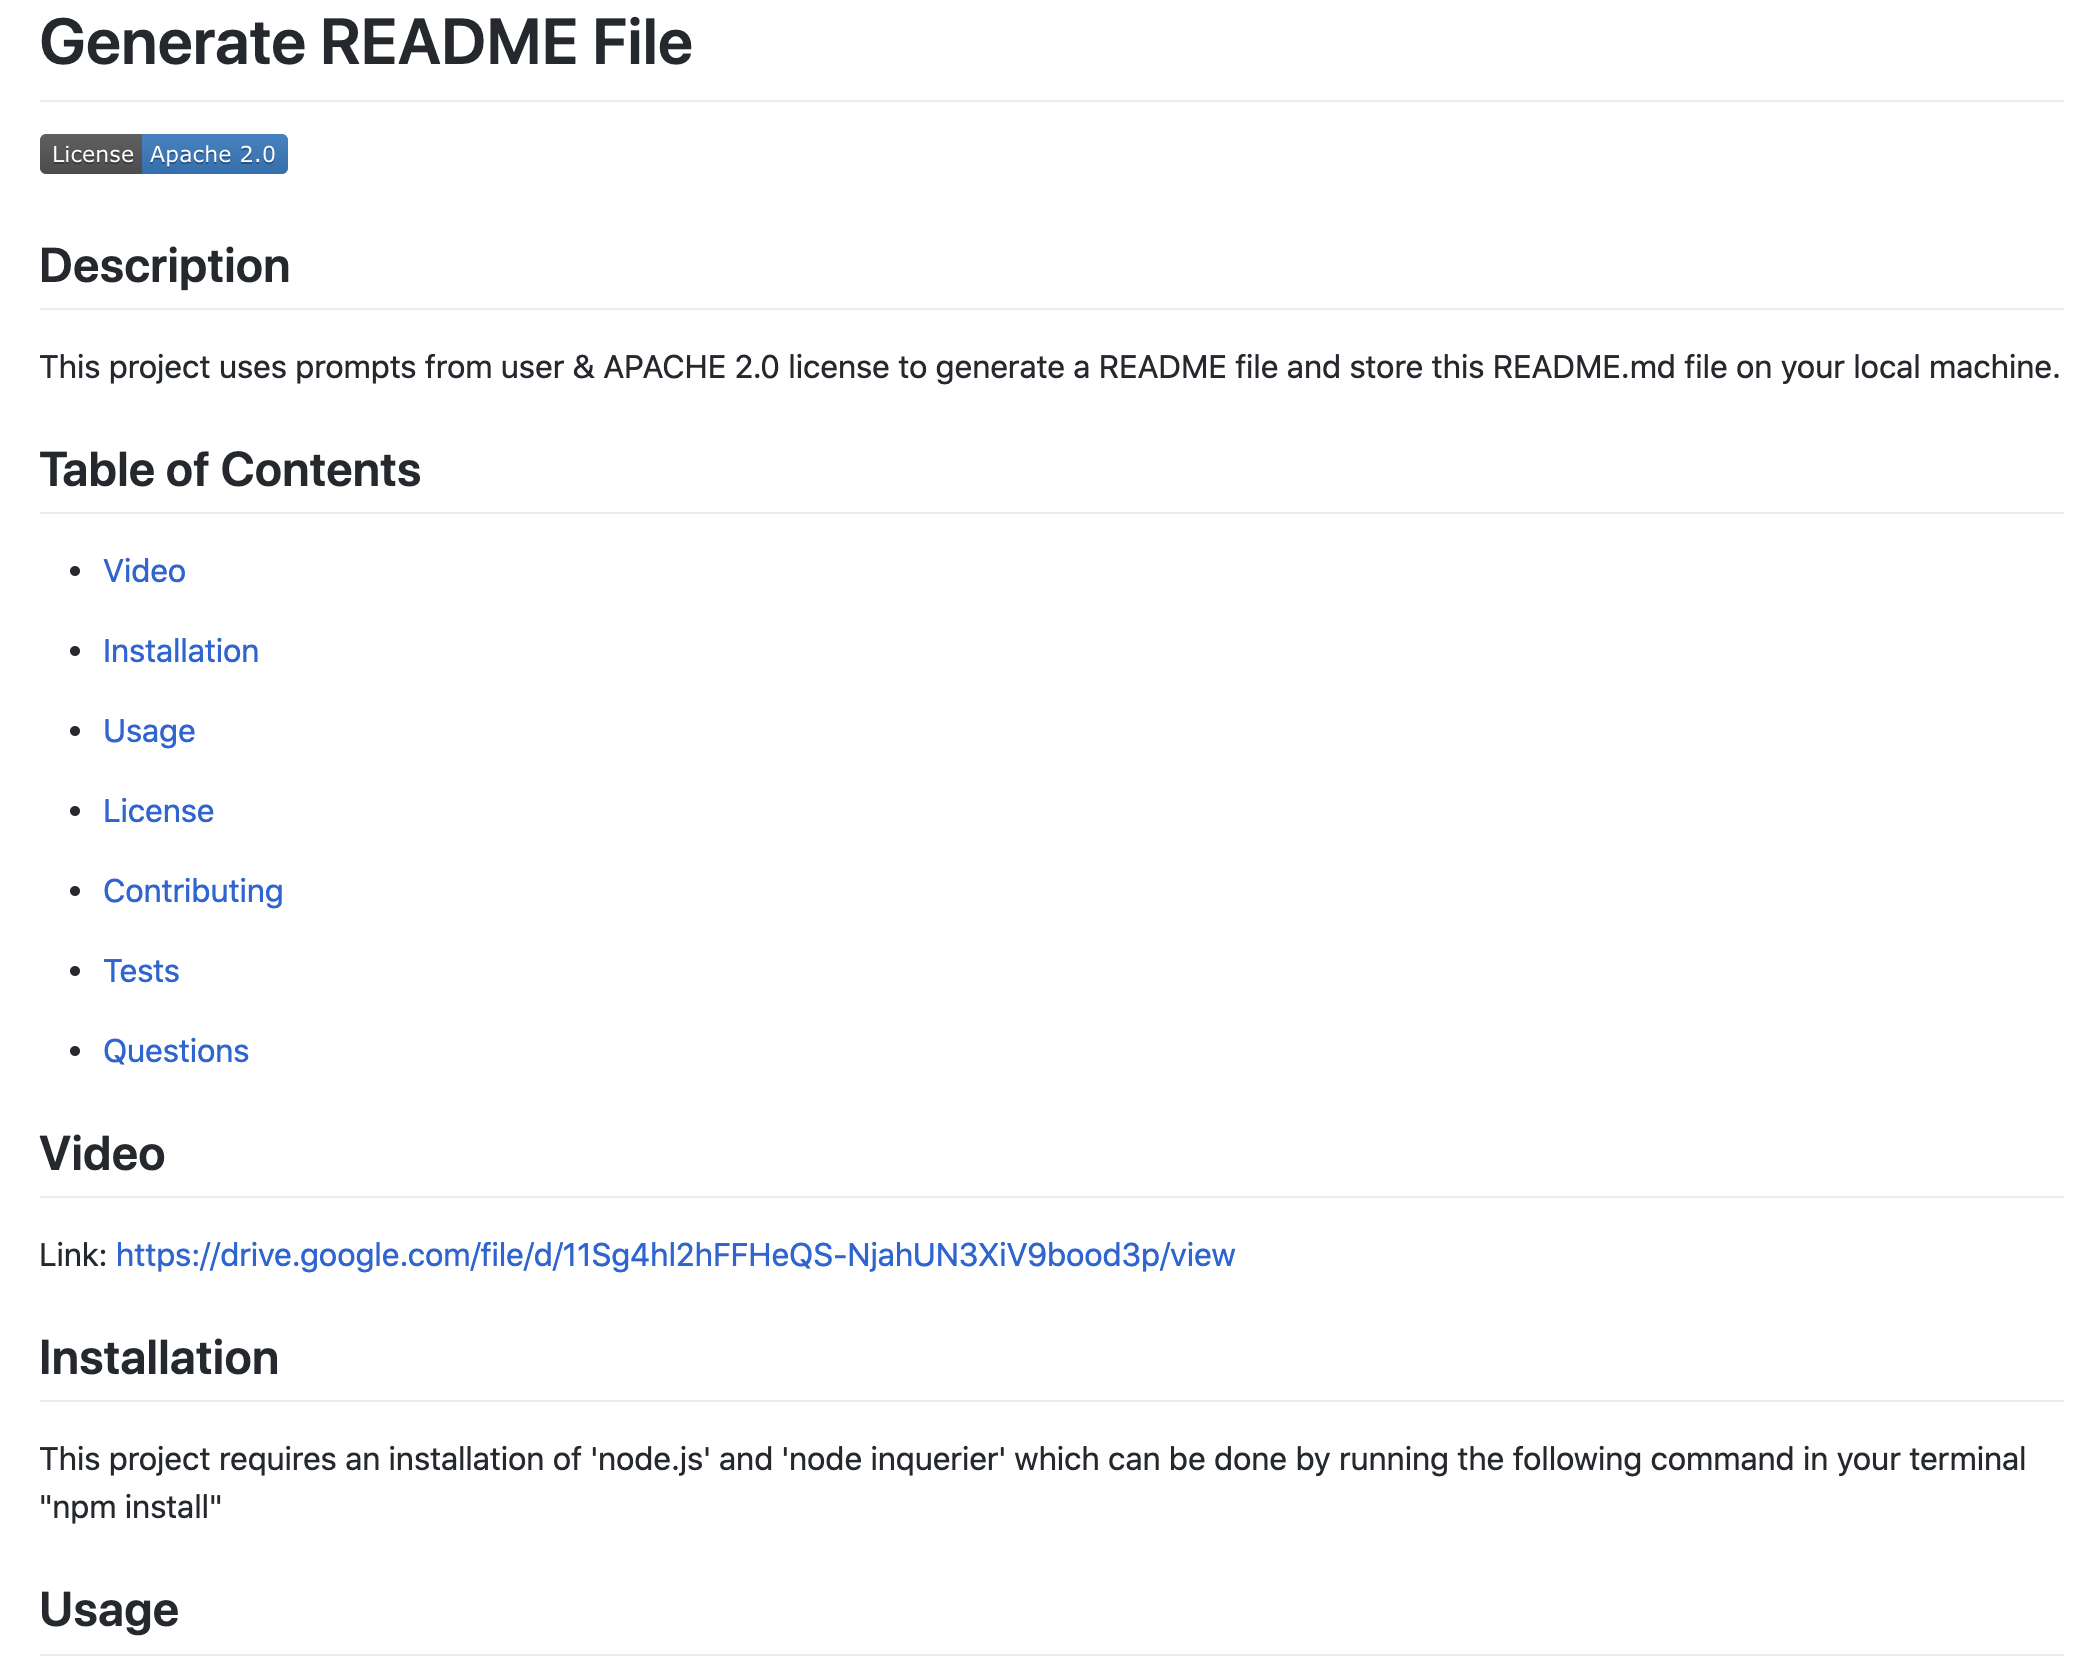 Generate README File
License Apache 2.0
Description
This project uses prompts from user & APACHE 2.0 license to generate a README file and store this README.md file on your local machine.
Table of Contents
Video
Installation
Usage
License
Contributing
Tests
Questions
Video
Link: https://drive.google.com/file/d/11Sg4hl2hFFHeQS-NjahUN3XiV9bood3p/view
Installation
This project requires an installation of 'node.js' and 'node inquerier' which can be done by running the following command in your terminal
"npm install"
Usage